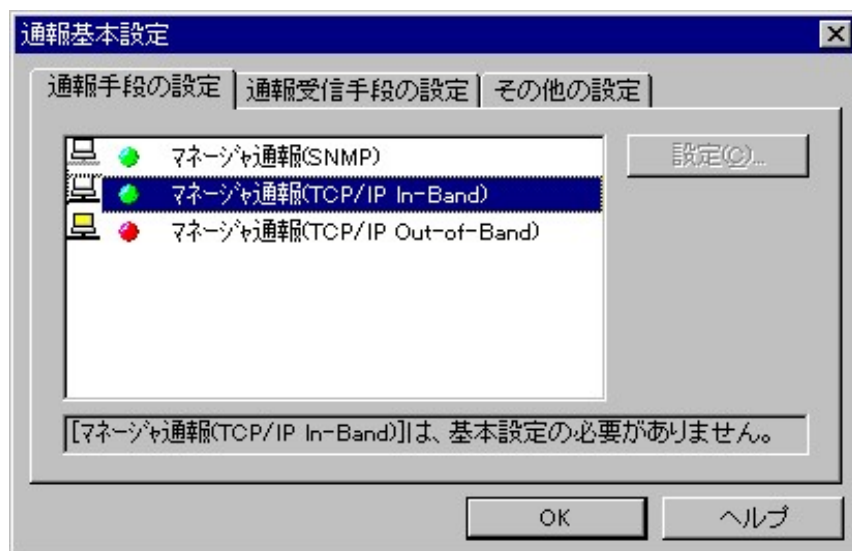 通報基本設定
通報手段の設定 通報受信手段の設定 その他の設定
ﾏﾈｰｼﾞｬ通報(SNMP)
設定(C)...
ﾏﾈｰｼﾞｬ通報(TCP/IP In-Band)
ﾏﾈｰｼﾞｬ通報(TCP/IP Out-of-Band)
[ﾏﾈｰｼﾞｬ通報(TCP/IP In-Band)]は、基本設定の必要がありません。
OK ヘルプ